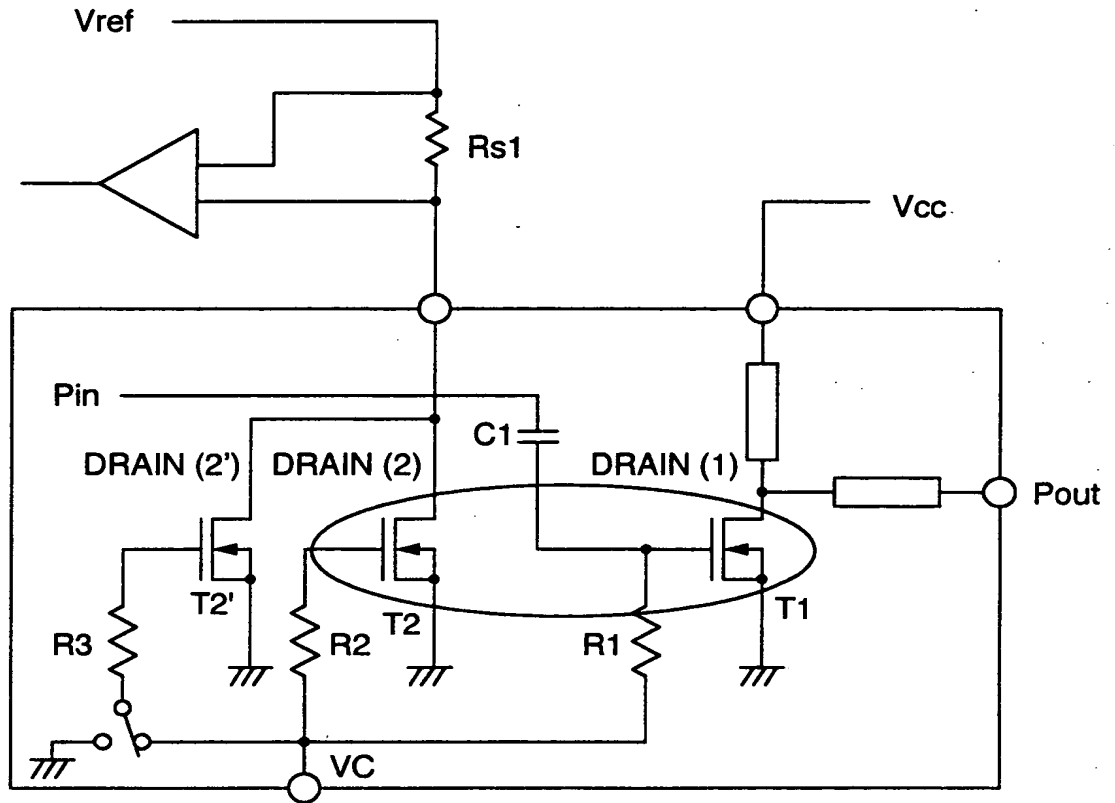 Vref
Rs1
Vcc
Pin
C1
DRAIN (2')
DRAIN (2)
DRAIN (1)
Pout
T2'
T2
T1
R3
R2
R1
VC